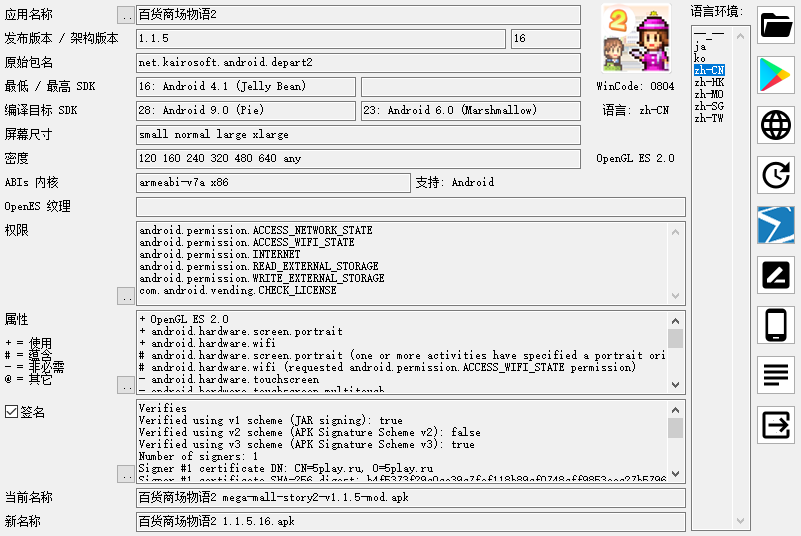 应用名称 .. 百货商场物语2
发布版本 / 架构版本 1.1.5 16
原始包名 net.kairosoft.android.depart2
最低 / 最高 SDK 16: Android 4.1 (Jelly Bean) WinCode: 0804
编译目标 SDK 28: Android 9.0 (Pie) 23: Android 6.0 (Marshmallow) 语言: zh-CN
屏幕尺寸 small normal large xlarge
密度 120 160 240 320 480 640 any OpenGL ES 2.0
ABIs 内核 armeabi-v7a x86 支持: Android
OpenES 纹理
权限
android.permission.ACCESS_NETWORK_STATE
android.permission.ACCESS_WIFI_STATE
android.permission.INTERNET
android.permission.READ_EXTERNAL_STORAGE
android.permission.WRITE_EXTERNAL_STORAGE
com.android.vending.CHECK_LICENSE
..
属性
+ = 使用
# = 蕴含
- = 非必需
@ = 其它
+ OpenGL ES 2.0
+ android.hardware.screen.portrait
+ android.hardware.wifi
# android.hardware.screen.portrait (one or more activities have specified a portrait ori
# android.hardware.wifi (requested android.permission.ACCESS_WIFI_STATE permission)
- android.hardware.touchscreen
- android.hardware.touchscreen.multitouch
..
签名
Verifies
Verified using v1 scheme (JAR signing): true
Verified using v2 scheme (APK Signature Scheme v2): false
Verified using v3 scheme (APK Signature Scheme v3): true
Number of signers: 1
Signer #1 certificate DN: CN=5play.ru, O=5play.ru
Signer #1 certificate SHA-256 digest:
..
当前名称 百货商场物语2 mega-mall-story2-v1.1.5-mod.apk
新名称 百货商场物语2 1.1.5.16.apk
2
语言环境:
--_--
ja
ko
zh-CN
zh-HK
zh-MO
zh-SG
zh-TW